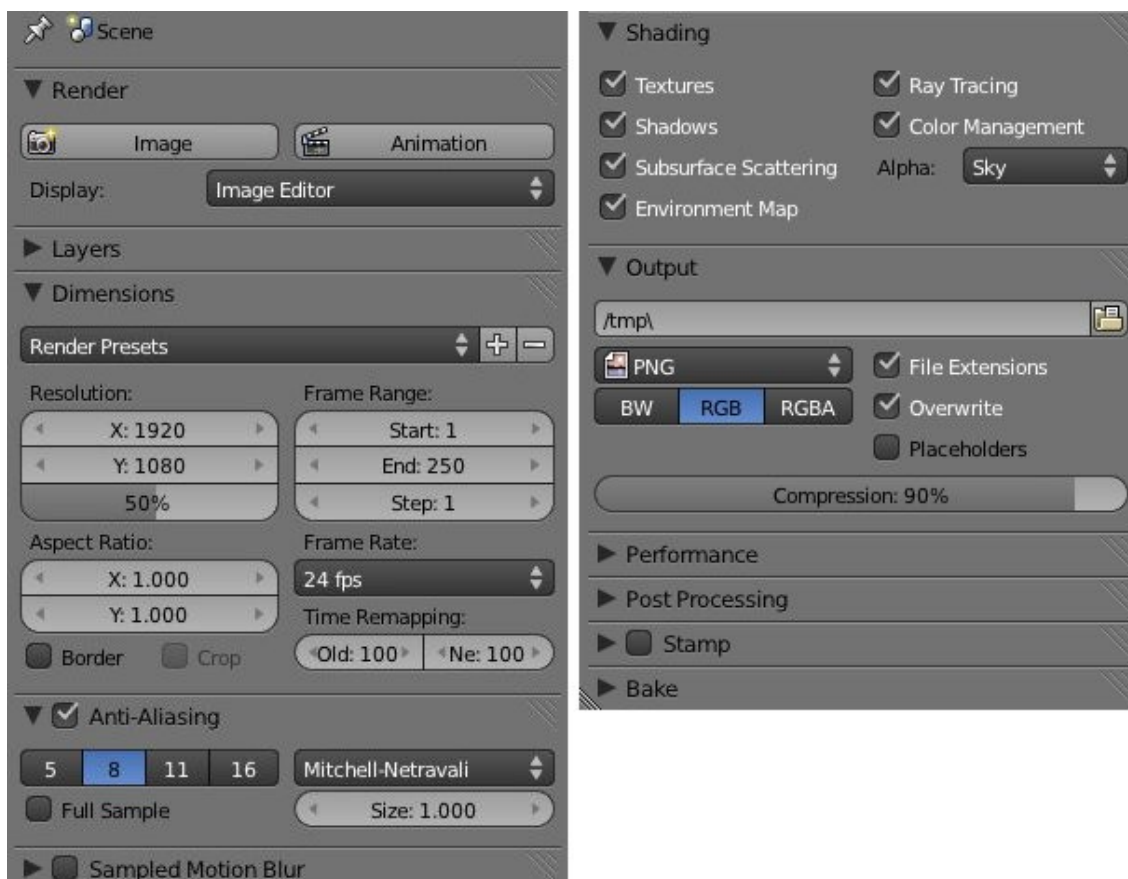 Scene
Render
Image Animation
Display: Image Editor
Layers
Dimensions
Render Presets
Resolution: Frame Range:
X: 1920 Start: 1
Y: 1080 End: 250
50% Step: 1
Aspect Ratio: Frame Rate:
X: 1.000 24 fps
Y: 1.000 Time Remapping:
Border Crop Old: 100 Ne: 100
Anti-Aliasing
5 8 11 16 Mitchell-Netravali
Full Sample Size: 1.000
Sampled Motion Blur
Shading
Textures Ray Tracing
Shadows Color Management
Subsurface Scattering Alpha: Sky
Environment Map
Output
/tmp\
PNG File Extensions
BW RGB RGBA Overwrite
Placeholders
Compression: 90%
Performance
Post Processing
Stamp
Bake